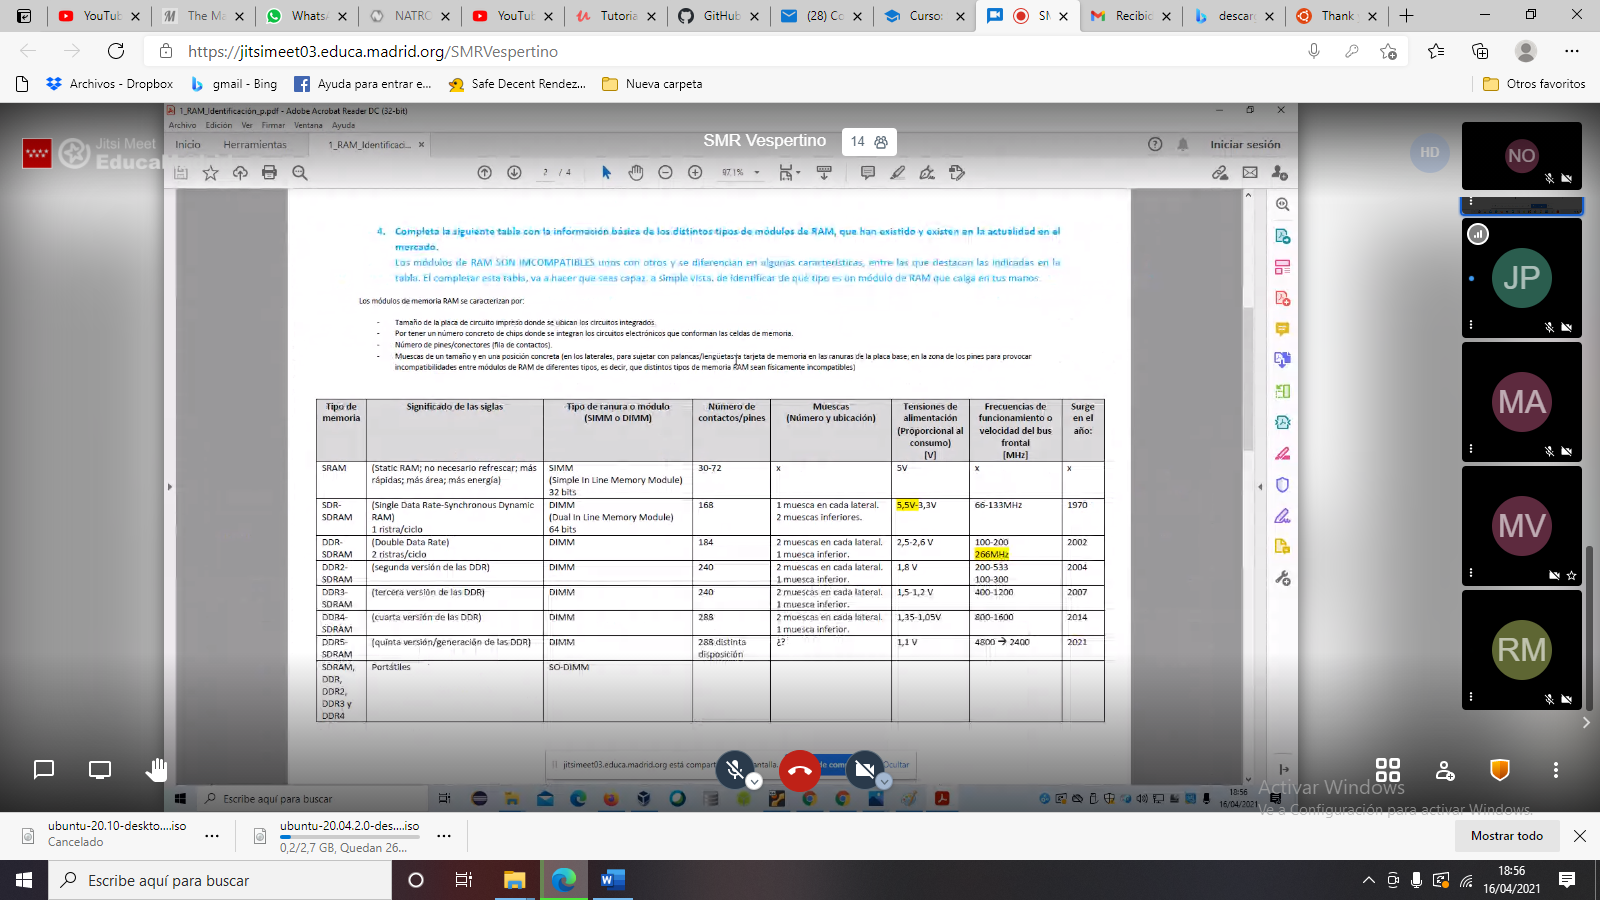 YouTub
The Ma
WhatsA
NATRO
YouTub
Tutoria
GitHub
(28) Co
Curso:
SM
Recibid
descar
Thank
https://jitsimeet03.educa.madrid.org/SMRVespertino
Archivos - Dropbox
gmail - Bing
Ayuda para entrar e...
Safe Decent Rendez...
Nueva carpeta
Otros favoritos
1_RAM_Identificación_p.pdf - Adobe Acrobat Reader DC (32-bit)
Archivo Edición Ver Firmar Ventana Ayuda
Jitsi Meet
Inicio Herramientas 1_RAM_Identificaci...
SMR Vespertino 14
Iniciar sesión
2 / 4 97.1%
HD
NO
JP
MA
MV
RM
4. Completa la siguiente tabla con la información básica de los distintos tipos de módulos de RAM, que han existido y existen en la actualidad en el
mercado.
Los módulos de RAM SON IMCOMPATIBLES unos con otros y se diferencian en algunas características, entre las que destacan las indicadas en la
tabla. El completar esta tabla, va a hacer que seas capaz, a simple vista, de identificar de qué tipo es un módulo de RAM que caiga en tus manos.
Los módulos de memoria RAM se caracterizan por:
- Tamaño de la placa de circuito impreso donde se ubican los circuitos integrados.
- Por tener un número concreto de chips donde se integran los circuitos electrónicos que conforman las celdas de memoria.
- Número de pines/conectores (fila de contactos).
- Muescas de un tamaño y en una posición concreta (en los laterales, para sujetar con palancas/lengüetas la tarjeta de memoria en las ranuras de la placa base; en la zona de los pines para provocar
incompatibilidades entre módulos de RAM de diferentes tipos, es decir, que distintos tipos de memoria RAM sean físicamente incompatibles)
Tipo de memoria Significado de las siglas Tipo de ranura o módulo (SIMM o DIMM) Número de contactos/pines Muescas (Número y ubicación) Tensiones de alimentación (Proporcional al consumo) [V] Frecuencias de funcionamiento o velocidad del bus frontal [MHz] Surge en el año:
SRAM (Static RAM; no necesario refrescar; más rápidas; más área; más energía) SIMM (Simple In Line Memory Module) 32 bits 30-72 x 5V x x
SDR-SDRAM (Single Data Rate-Synchronous Dynamic RAM) 1 ristra/ciclo DIMM (Dual In Line Memory Module) 64 bits 168 1 muesca en cada lateral. 2 muescas inferiores. 5,5V-3,3V 66-133MHz 1970
DDR-SDRAM (Double Data Rate) 2 ristras/ciclo DIMM 184 2 muescas en cada lateral. 1 muesca inferior. 2,5-2,6 V 100-200 266MHz 2002
DDR2-SDRAM (segunda versión de las DDR) DIMM 240 2 muescas en cada lateral. 1 muesca inferior. 1,8 V 200-533 100-300 2004
DDR3-SDRAM (tercera versión de las DDR) DIMM 240 2 muescas en cada lateral. 1 muesca inferior. 1,5-1,2 V 400-1200 2007
DDR4-SDRAM (cuarta versión de las DDR) DIMM 288 2 muescas en cada lateral. 1 muesca inferior. 1,35-1,05V 800-1600 2014
DDR5-SDRAM (quinta versión/generación de las DDR) DIMM 288 distinta disposición ¿? 1,1 V 4800 → 2400 2021
SDRAM, DDR, DDR2, DDR3 y DDR4 Portátiles SO-DIMM
jitsimeet03.educa.madrid.org está compart
antalla.
de com
Ocultar
Escribe aquí para buscar
18:56
16/04/2021
Activar Windows
Ve a Configuración para activar Windows.
ubuntu-20.10-deskto....iso
Cancelado
ubuntu-20.04.2.0-des....iso
0,2/2,7 GB, Quedan 26...
Mostrar todo
Escribe aquí para buscar
18:56
16/04/2021